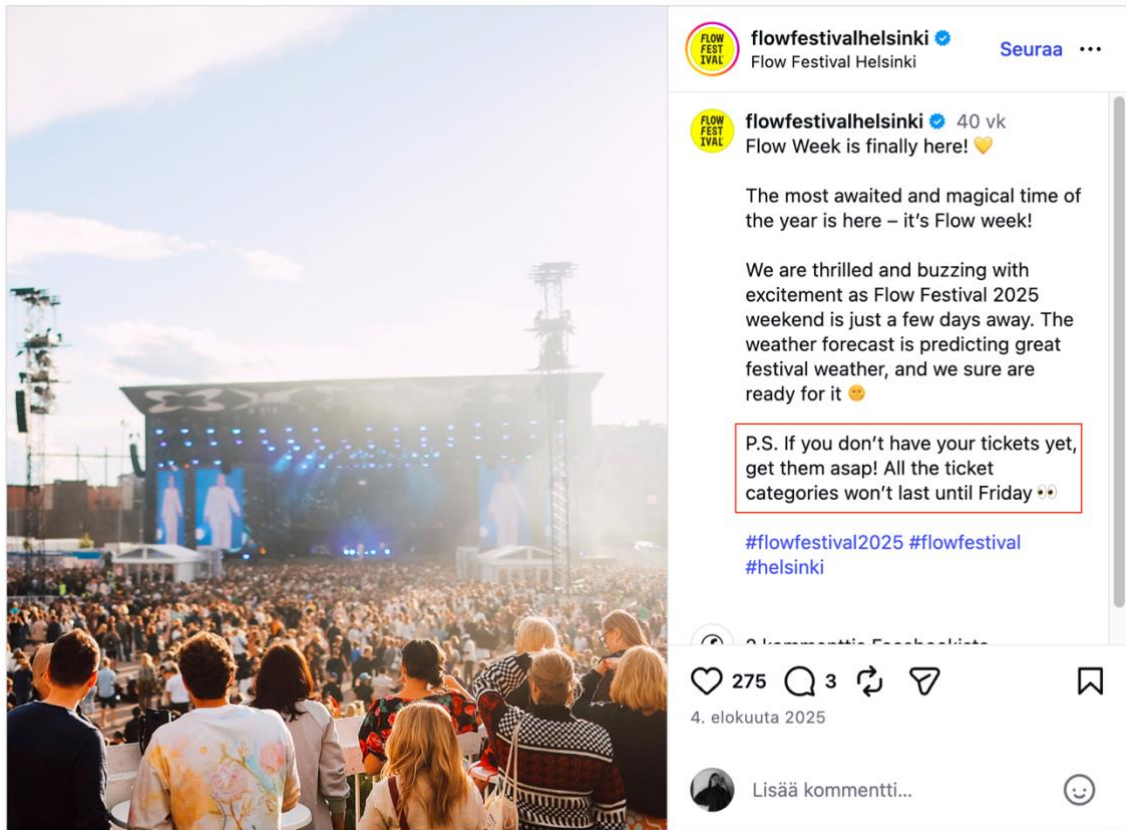 FLOW
FEST
IVAL
flowfestivalhelsinki
Flow Festival Helsinki
Seuraa
FLOW
FEST
IVAL
flowfestivalhelsinki 40 vk
Flow Week is finally here! 💛
The most awaited and magical time of
the year is here – it's Flow week!
We are thrilled and buzzing with
excitement as Flow Festival 2025
weekend is just a few days away. The
weather forecast is predicting great
festival weather, and we sure are
ready for it 🌞
P.S. If you don't have your tickets yet,
get them asap! All the ticket
categories won't last until Friday 👀
#flowfestival2025 #flowfestival
#helsinki
275 3
4. elokuuta 2025
Lisää kommentti...